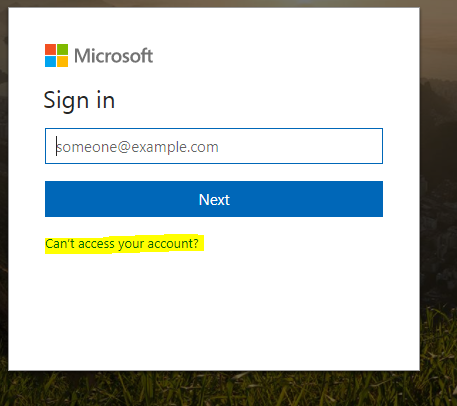 Microsoft
Sign in
someone@example.com
Next
Can't access your account?